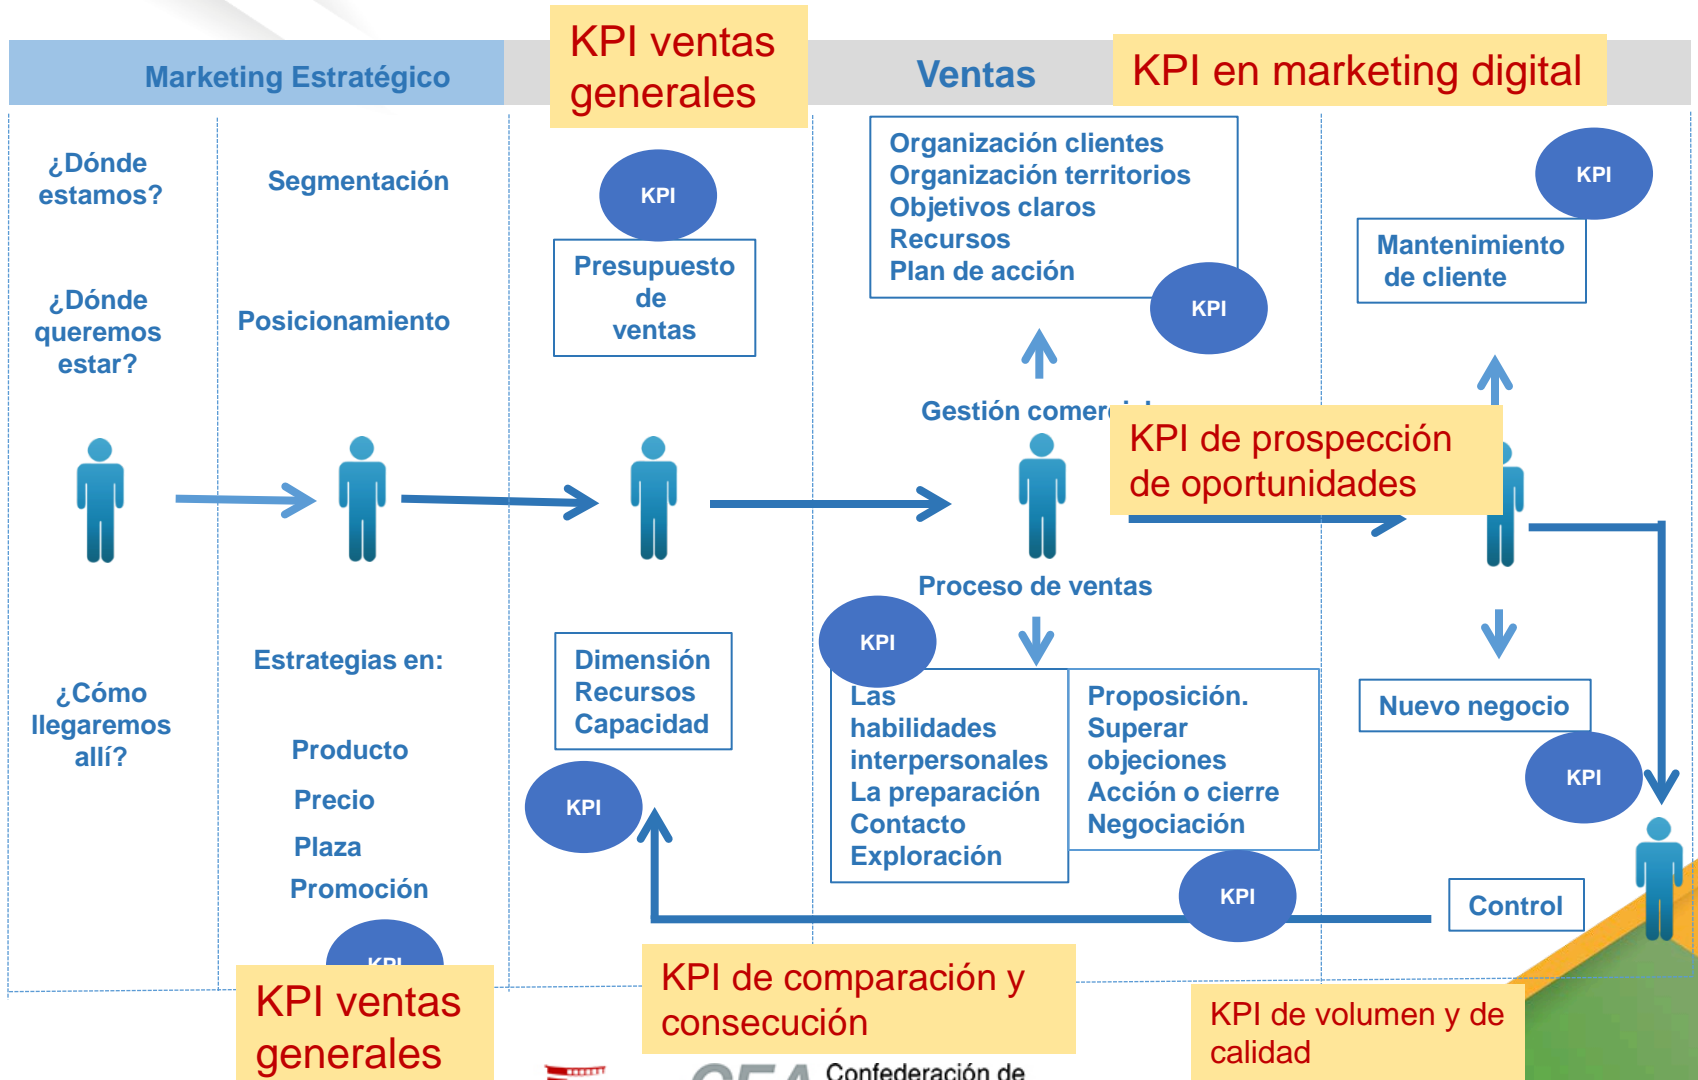 KPI ventas
generales
Marketing Estratégico
Ventas
KPI en marketing digital
¿Dónde
estamos?
¿Dónde
queremos
estar?
¿Cómo
llegaremos
allí?
Segmentación
Posicionamiento
Estrategias en:
Producto
Precio
Plaza
Promoción
KPI
KPI ventas
generales
KPI
Presupuesto
de
ventas
Dimensión
Recursos
Capacidad
KPI
Organización clientes
Organización territorios
Objetivos claros
Recursos
Plan de acción
KPI
Gestión
KPI de prospección
de oportunidades
Proceso de ventas
KPI
Las
habilidades
interpersonales
La preparación
Contacto
Exploración
Proposición.
Superar
objeciones
Acción o cierre
Negociación
KPI
KPI
Mantenimiento
de cliente
Nuevo negocio
KPI
Control
KPI de comparación y
consecución
KPI de volumen y de
calidad
CEA
Confederación de